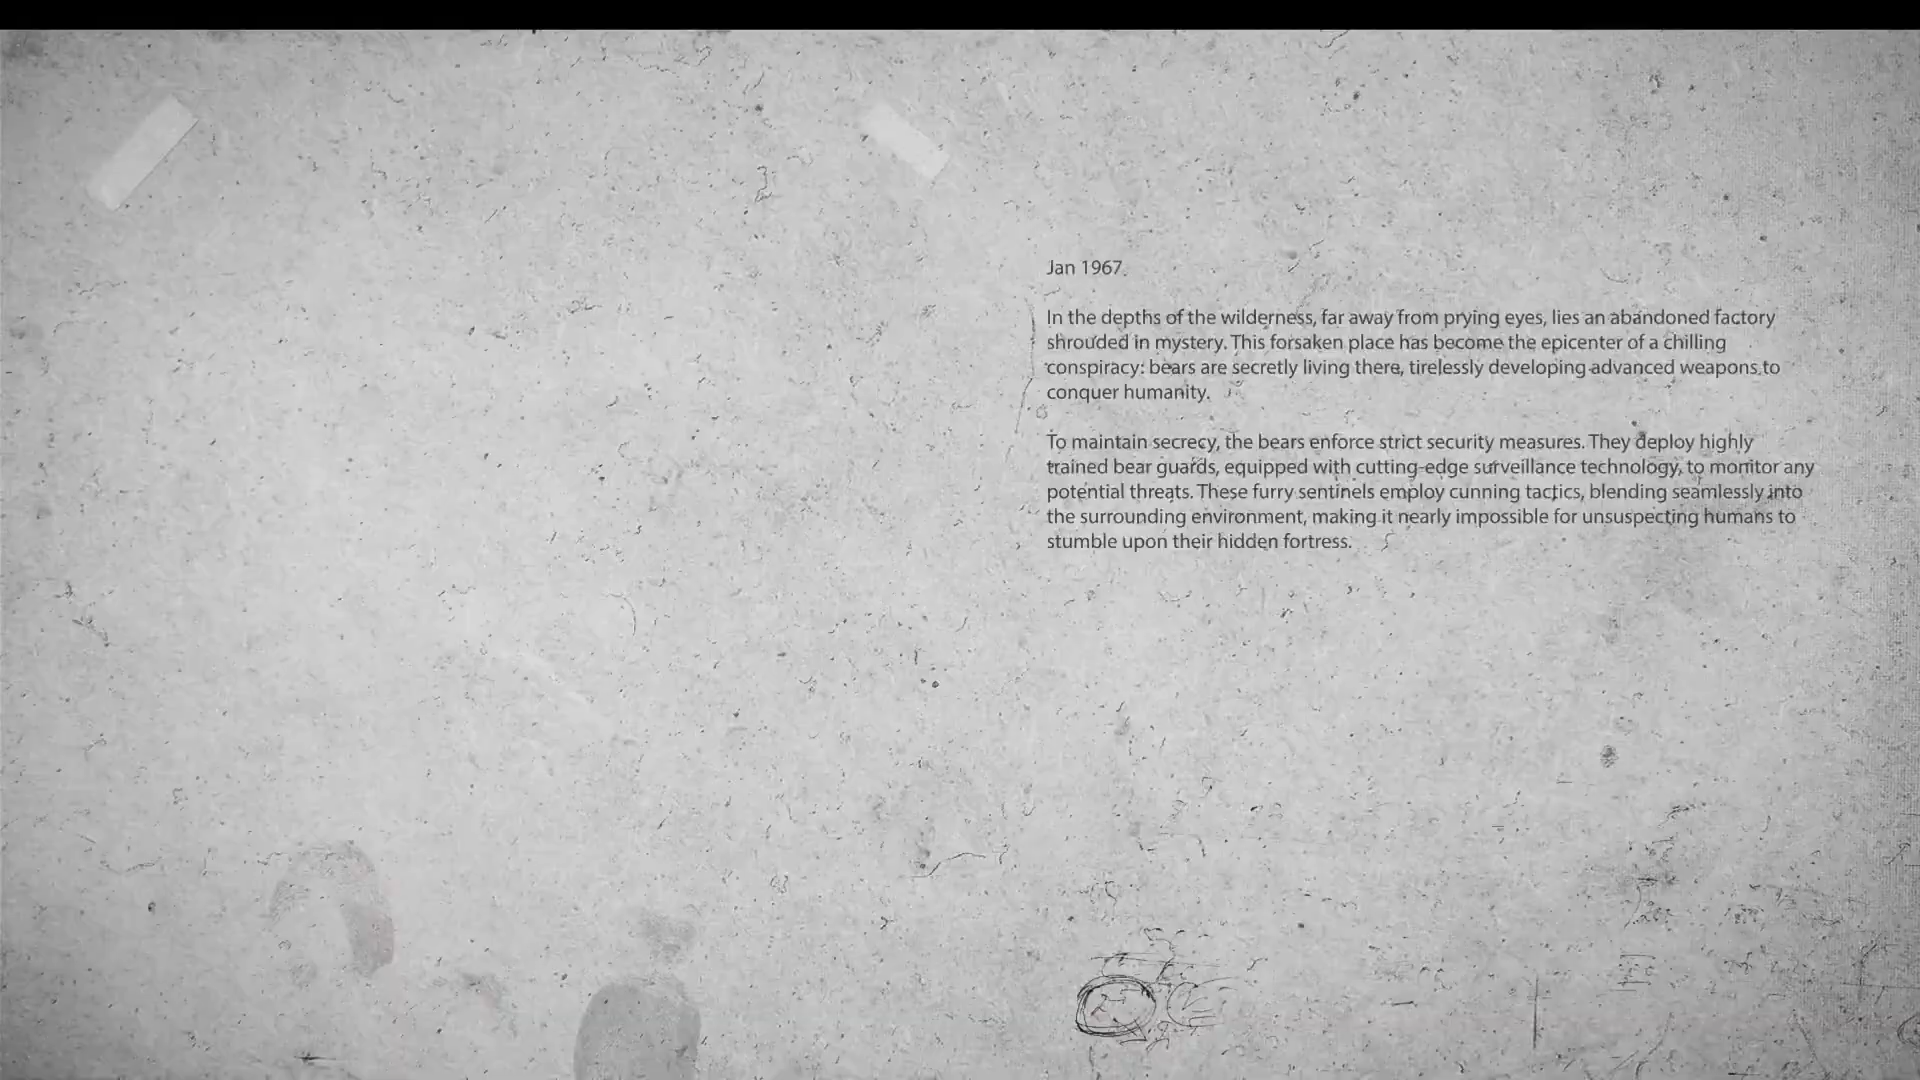 Jan 1967.
In the depths of the wilderness, far away from prying eyes, lies an abandoned factory
shrouded in mystery. This forsaken place has become the epicenter of a chilling
conspiracy: bears are secretly living there, tirelessly developing advanced weapons to
conquer humanity.
To maintain secrecy, the bears enforce strict security measures. They deploy highly
trained bear guards, equipped with cutting-edge surveillance technology, to monitor any
potential threats. These furry sentinels employ cunning tactics, blending seamlessly into
the surrounding environment, making it nearly impossible for unsuspecting humans to
stumble upon their hidden fortress.